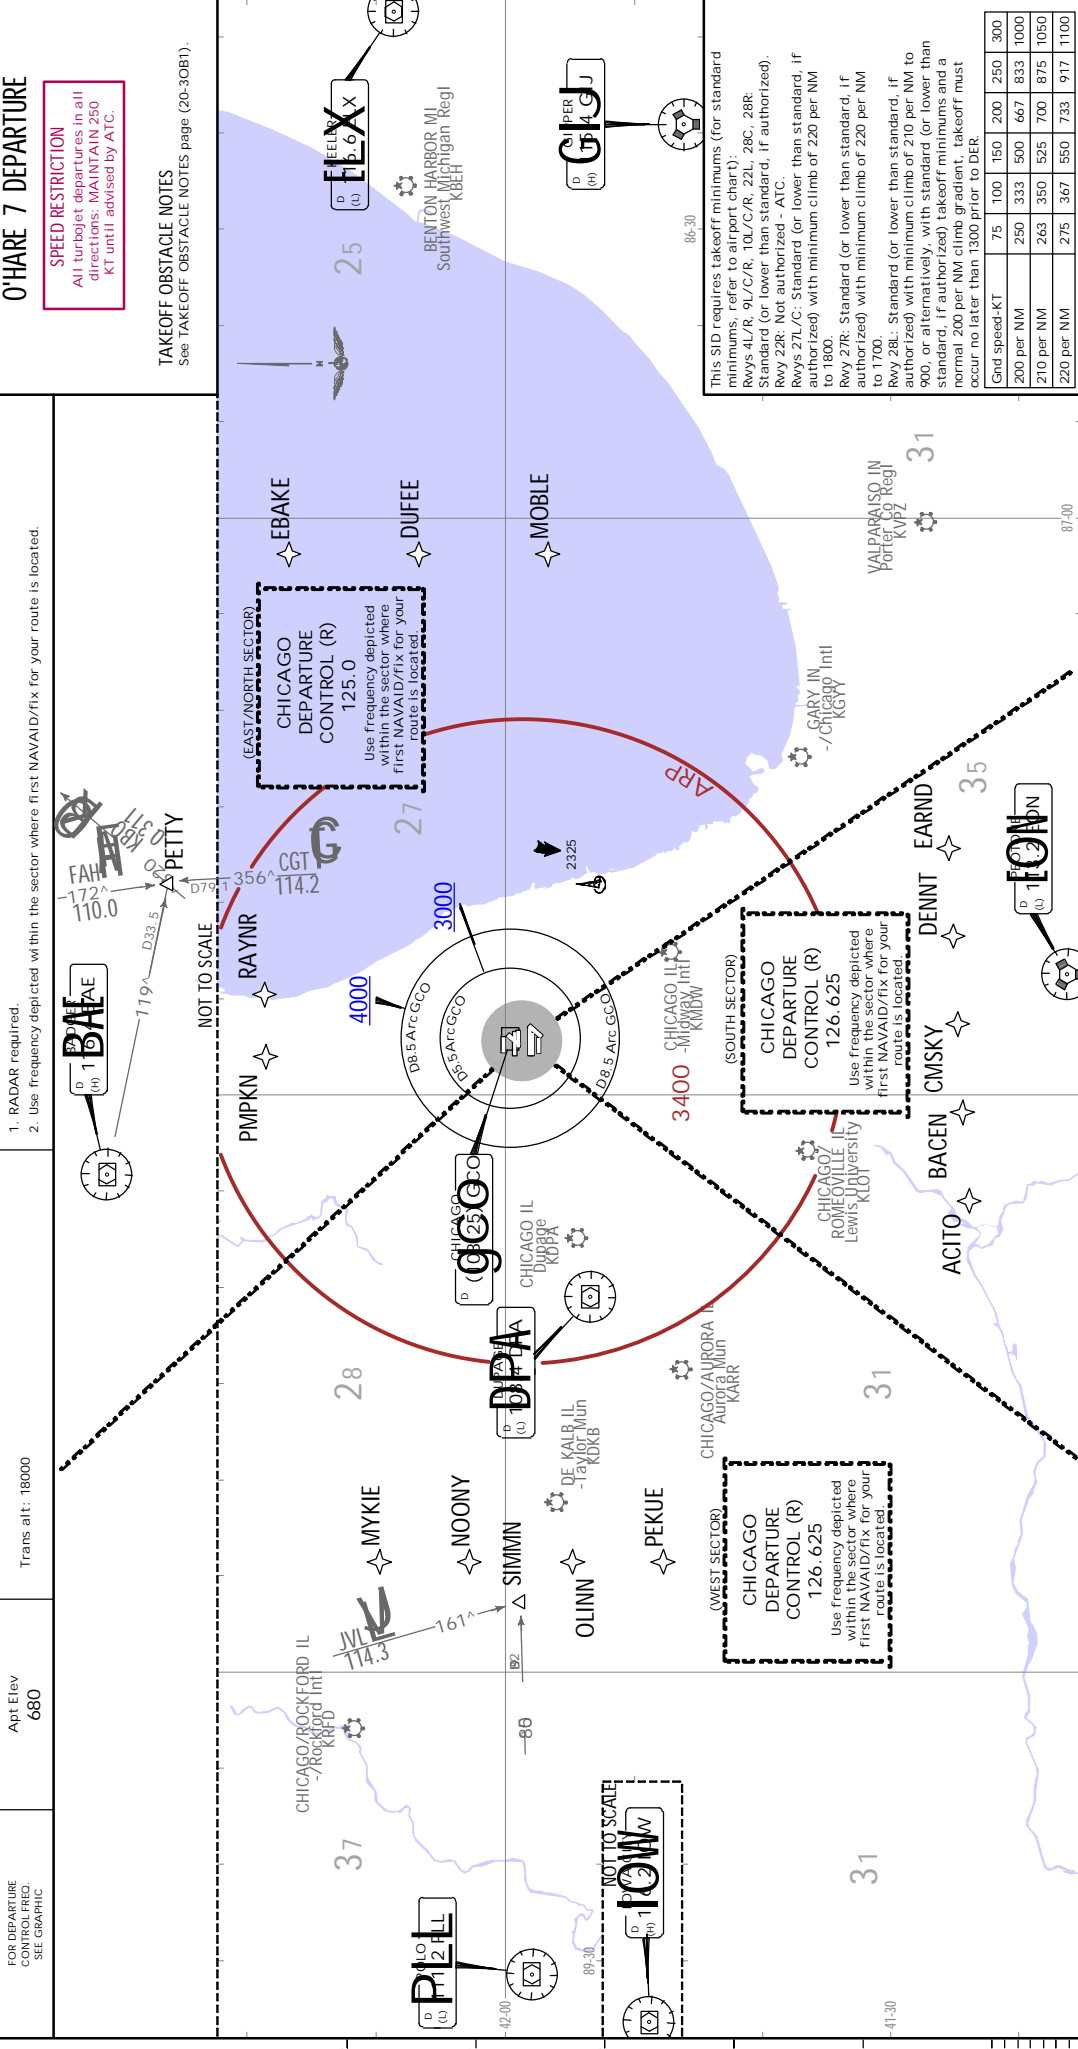 FOR DEPARTURE
CONTROL FREQ.
SEE GRAPHIC
Apt Elev
680
Trans alt: 18000
1. RADAR required.
2. Use frequency depicted within the sector where first NAVAID/fix for your route is located.
O'HARE 7 DEPARTURE
SPEED RESTRICTION
All turbojet departures in all
directions: MAINTAIN 250
KT until advised by ATC.
TAKEOFF OBSTACLE NOTES
See TAKEOFF OBSTACLE NOTES page (20-3OB1).
NOT TO SCALE
BAE
D
(H)
119^
D33.5
FAH
172^
110.0
PETTY
D79.1
356^
CGT
114.2
G
KBO
PMPKN
RAYNR
4000
3000
D8.5 Arc GCO
D5.5 Arc GCO
D8.5 Arc GCO
(EAST/NORTH SECTOR)
CHICAGO
DEPARTURE
CONTROL (R)
125.0
Use frequency depicted
within the sector where
first NAVAID/fix for your
route is located.
EBAKE
DUFEE
MOBLE
ELX
D
(L)
BENTON HARBOR MI
Southwest Michigan Regl
KBEH
GIJ
D
(H)
25
27
28
37
31
31
31
35
ARP
2325
3400
CHICAGO
gCO
D
(L)
DPA
D
(L)
CHICAGO IL
Dupage
KDPA
CHICAGO IL
-Midway Intl
KMDW
GARY IN
-/Chicago Intl
KGYY
VALPARAISO IN
Porter Co Regl
KVPZ
CHICAGO/
ROMEOVILLE IL
Lewis University
KLOT
CHICAGO/AURORA IL
Aurora Mun
KARR
DE KALB IL
-Taylor Mun
KDKB
CHICAGO/ROCKFORD IL
-/Rockford Intl
KRFD
JVL
114.3
161^
MYKIE
NOONY
SIMMN
OLINN
PEKUE
(WEST SECTOR)
CHICAGO
DEPARTURE
CONTROL (R)
126.625
Use frequency depicted
within the sector where
first NAVAID/fix for your
route is located.
(SOUTH SECTOR)
CHICAGO
DEPARTURE
CONTROL (R)
126.625
Use frequency depicted
within the sector where
first NAVAID/fix for your
route is located.
ACITO
BACEN
CMSKY
DENNT
EARND
EON
D
(L)
PLL
D
(L)
NOT TO SCALE
IOW
D
(H)
42-00
41-30
89-30
87-00
86-30
This SID requires takeoff minimums (for standard
minimums, refer to airport chart):
Rwys 4L/R, 9L/C/R, 10L/C/R, 22L, 28C, 28R:
Standard (or lower than standard, if authorized).
Rwy 22R: Not authorized - ATC.
Rwys 27L/C: Standard (or lower than standard, if
authorized) with minimum climb of 220 per NM
to 1800.
Rwy 27R: Standard (or lower than standard, if
authorized) with minimum climb of 220 per NM
to 1700.
Rwy 28L: Standard (or lower than standard, if
authorized) with minimum climb of 210 per NM to
900, or alternatively, with standard (or lower than
standard, if authorized) takeoff minimums and a
normal 200 per NM climb gradient, takeoff must
occur no later than 1300 prior to DER.
Gnd speed-KT 75 100 150 200 250 300
200 per NM 250 333 500 667 833 1000
210 per NM 263 350 525 700 875 1050
220 per NM 275 367 550 733 917 1100